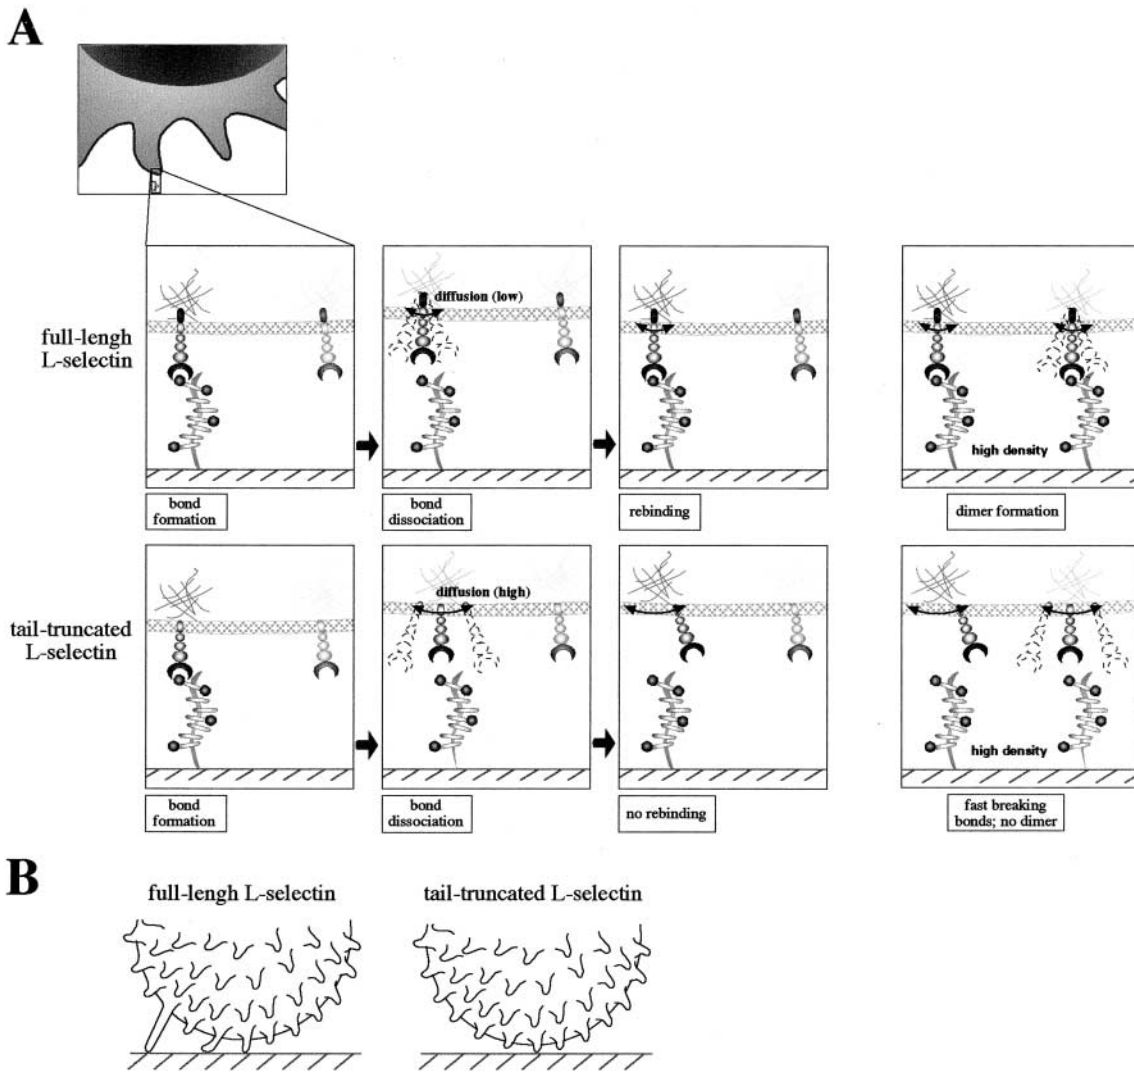 A
full-lengh
L-selectin
diffusion (low)
high density
bond
formation
bond
dissociation
rebinding
dimer formation
tail-truncated
L-selectin
diffusion (high)
high density
bond
formation
bond
dissociation
no rebinding
fast breaking
bonds; no dimer
B
full-lengh L-selectin
tail-truncated L-selectin